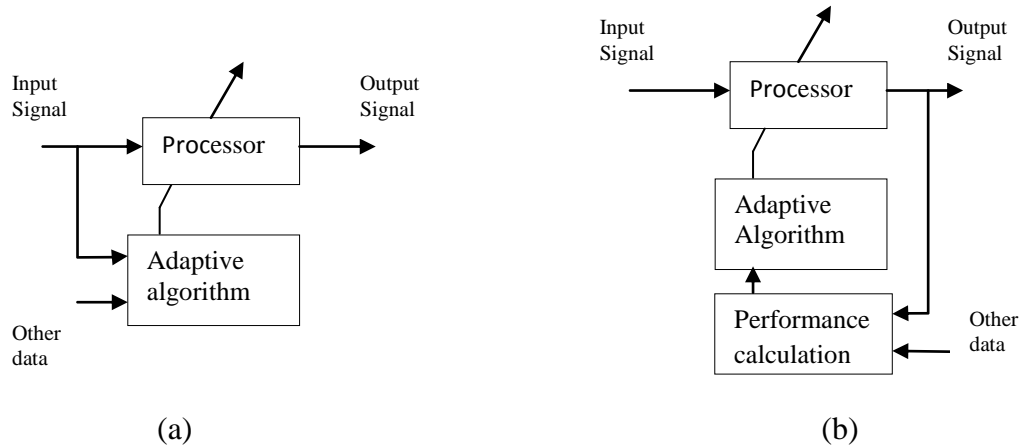 Input
Signal
Processor
Output
Signal
Adaptive
algorithm
Other
data
(a)
Input
Signal
Processor
Output
Signal
Adaptive
Algorithm
Performance
calculation
Other
data
(b)